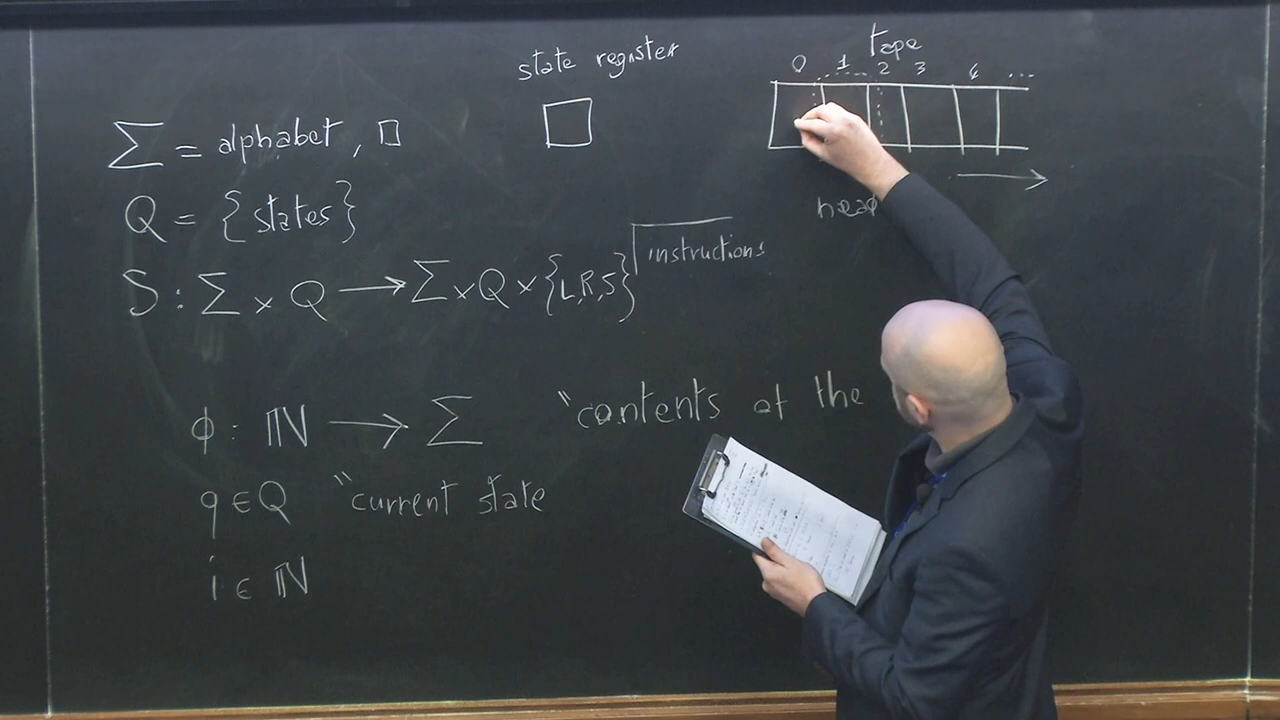 state register
tape
0 1 2 3 4 ...
Σ = alphabet, □
Q = {states}
head
δ : Σ × Q → Σ × Q × {L,R,S}
instructions
ϕ : ℕ → Σ "contents of the
q ∈ Q "current state
i ∈ ℕ